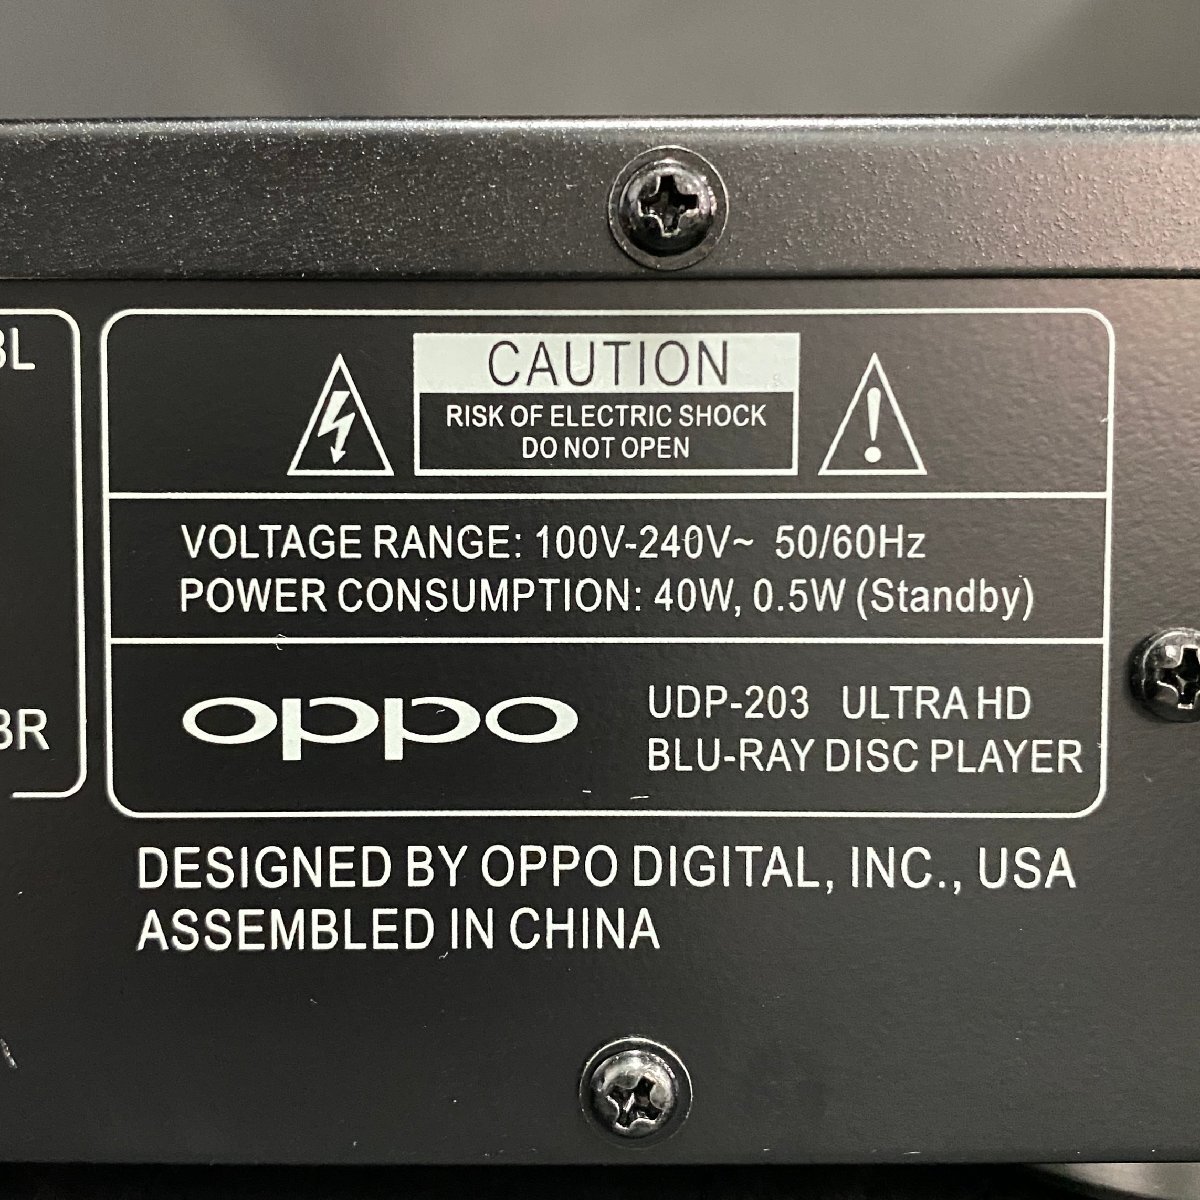 BL
CAUTION
RISK OF ELECTRIC SHOCK
DO NOT OPEN
VOLTAGE RANGE: 100V-240V~ 50/60Hz
POWER CONSUMPTION: 40W, 0.5W (Standby)
BR
oppo
UDP-203 ULTRA HD
BLU-RAY DISC PLAYER
DESIGNED BY OPPO DIGITAL, INC., USA
ASSEMBLED IN CHINA